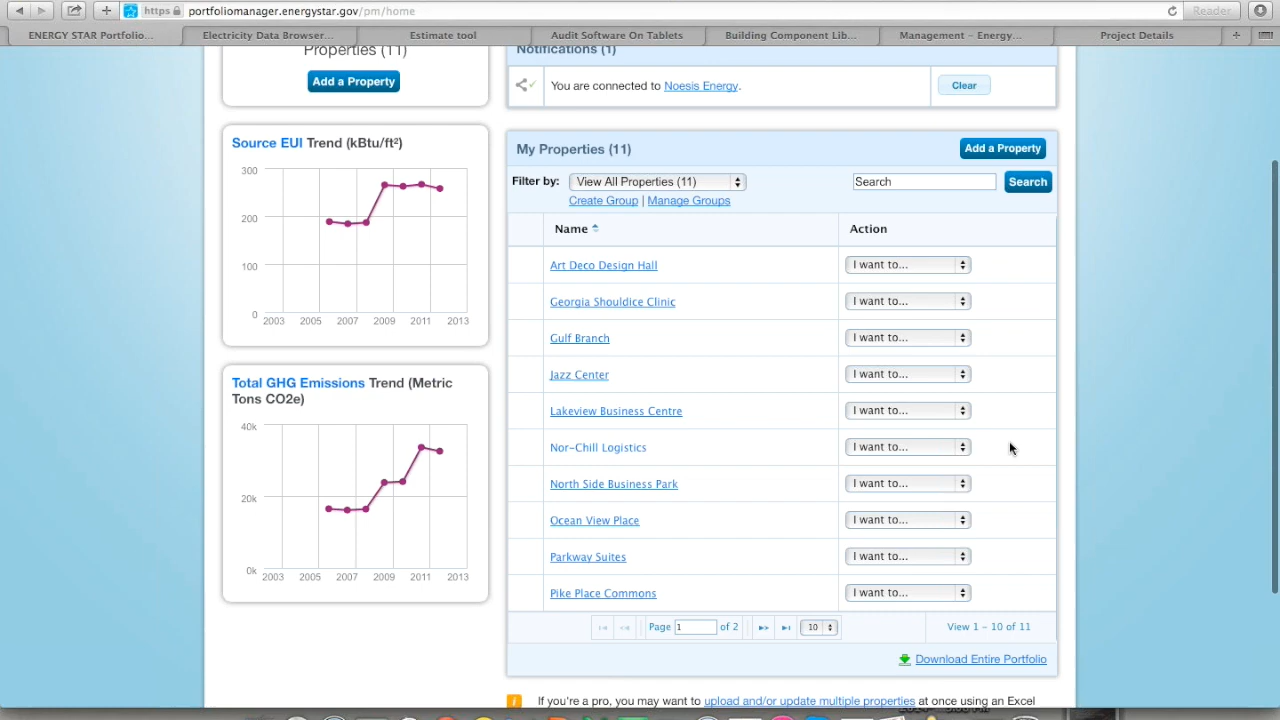 https portfoliomanager.energystar.gov/pm/home Reader
ENERGY STAR Portfolio... Electricity Data Browser... Estimate tool Audit Software On Tablets Building Component Lib... Management – Energy... Project Details
Properties (11)
Add a Property
Source EUI Trend (kBtu/ft²)
300
200
100
0
2003 2005 2007 2009 2011 2013
Total GHG Emissions Trend (Metric
Tons CO2e)
40k
20k
0k
2003 2005 2007 2009 2011 2013
Notifications (1)
You are connected to Noesis Energy. Clear
My Properties (11) Add a Property
Filter by: View All Properties (11) Search Search
Create Group | Manage Groups
Name Action
Art Deco Design Hall I want to...
Georgia Shouldice Clinic I want to...
Gulf Branch I want to...
Jazz Center I want to...
Lakeview Business Centre I want to...
Nor-Chill Logistics I want to...
North Side Business Park I want to...
Ocean View Place I want to...
Parkway Suites I want to...
Pike Place Commons I want to...
Page 1 of 2 10 View 1 – 10 of 11
Download Entire Portfolio
If you're a pro, you may want to upload and/or update multiple properties at once using an Excel